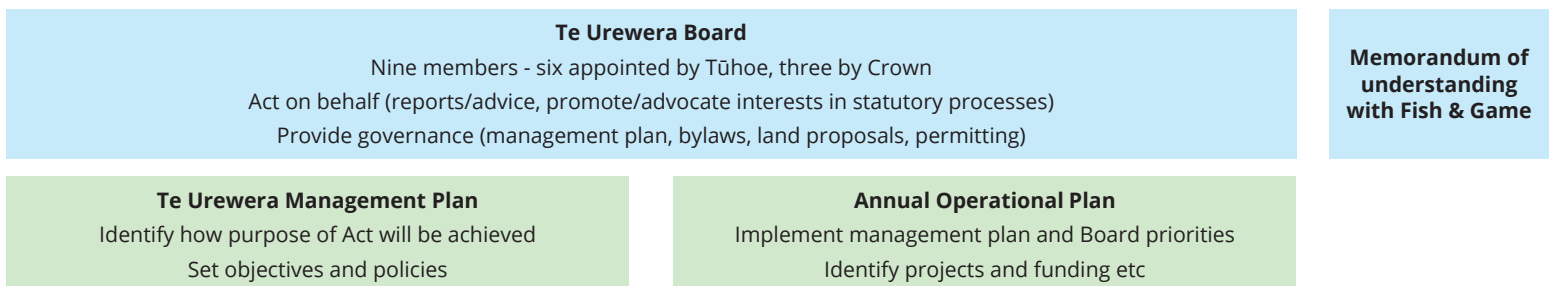 Te Urewera Board
Nine members - six appointed by Tūhoe, three by Crown
Act on behalf (reports/advice, promote/advocate interests in statutory processes)
Provide governance (management plan, bylaws, land proposals, permitting)
Memorandum of
understanding
with Fish & Game
Te Urewera Management Plan
Identify how purpose of Act will be achieved
Set objectives and policies
Annual Operational Plan
Implement management plan and Board priorities
Identify projects and funding etc